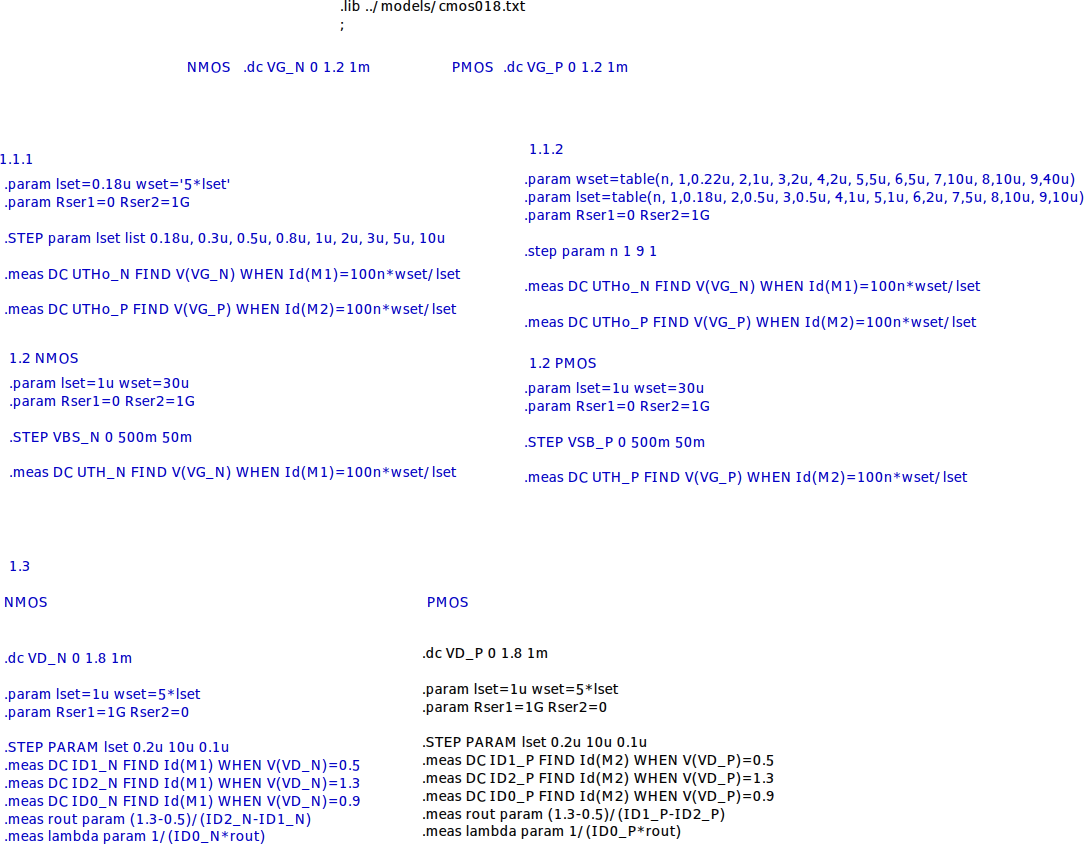 .lib ../models/cmos018.txt
;
NMOS .dc VG_N 0 1.2 1m
PMOS .dc VG_P 0 1.2 1m
1.1.1
.param lset=0.18u wset='5*lset'
.param Rser1=0 Rser2=1G
.STEP param lset list 0.18u, 0.3u, 0.5u, 0.8u, 1u, 2u, 3u, 5u, 10u
.meas DC UTHo_N FIND V(VG_N) WHEN Id(M1)=100n*wset/lset
.meas DC UTHo_P FIND V(VG_P) WHEN Id(M2)=100n*wset/lset
1.1.2
.param wset=table(n, 1,0.22u, 2,1u, 3,2u, 4,2u, 5,5u, 6,5u, 7,10u, 8,10u, 9,40u)
.param lset=table(n, 1,0.18u, 2,0.5u, 3,0.5u, 4,1u, 5,1u, 6,2u, 7,5u, 8,10u, 9,10u)
.param Rser1=0 Rser2=1G
.step param n 1 9 1
.meas DC UTHo_N FIND V(VG_N) WHEN Id(M1)=100n*wset/lset
.meas DC UTHo_P FIND V(VG_P) WHEN Id(M2)=100n*wset/lset
1.2 NMOS
.param lset=1u wset=30u
.param Rser1=0 Rser2=1G
.STEP VBS_N 0 500m 50m
.meas DC UTH_N FIND V(VG_N) WHEN Id(M1)=100n*wset/lset
1.2 PMOS
.param lset=1u wset=30u
.param Rser1=0 Rser2=1G
.STEP VSB_P 0 500m 50m
.meas DC UTH_P FIND V(VG_P) WHEN Id(M2)=100n*wset/lset
1.3
NMOS
.dc VD_N 0 1.8 1m
.param lset=1u wset=5*lset
.param Rser1=1G Rser2=0
.STEP PARAM lset 0.2u 10u 0.1u
.meas DC ID1_N FIND Id(M1) WHEN V(VD_N)=0.5
.meas DC ID2_N FIND Id(M1) WHEN V(VD_N)=1.3
.meas DC ID0_N FIND Id(M1) WHEN V(VD_N)=0.9
.meas rout param (1.3-0.5)/(ID2_N-ID1_N)
.meas lambda param 1/(ID0_N*rout)
PMOS
.dc VD_P 0 1.8 1m
.param lset=1u wset=5*lset
.param Rser1=1G Rser2=0
.STEP PARAM lset 0.2u 10u 0.1u
.meas DC ID1_P FIND Id(M2) WHEN V(VD_P)=0.5
.meas DC ID2_P FIND Id(M2) WHEN V(VD_P)=1.3
.meas DC ID0_P FIND Id(M2) WHEN V(VD_P)=0.9
.meas rout param (1.3-0.5)/(ID1_P-ID2_P)
.meas lambda param 1/(ID0_P*rout)